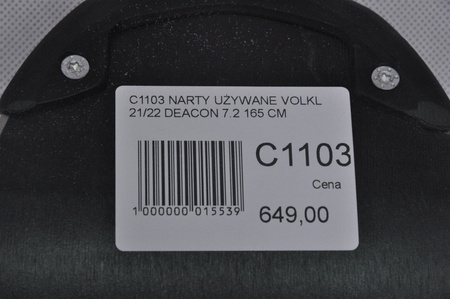 C1103 NARTY UŻYWANE VOLKL
21/22 DEACON 7.2 165 CM
C1103
Cena
1 000000 015539
649,00